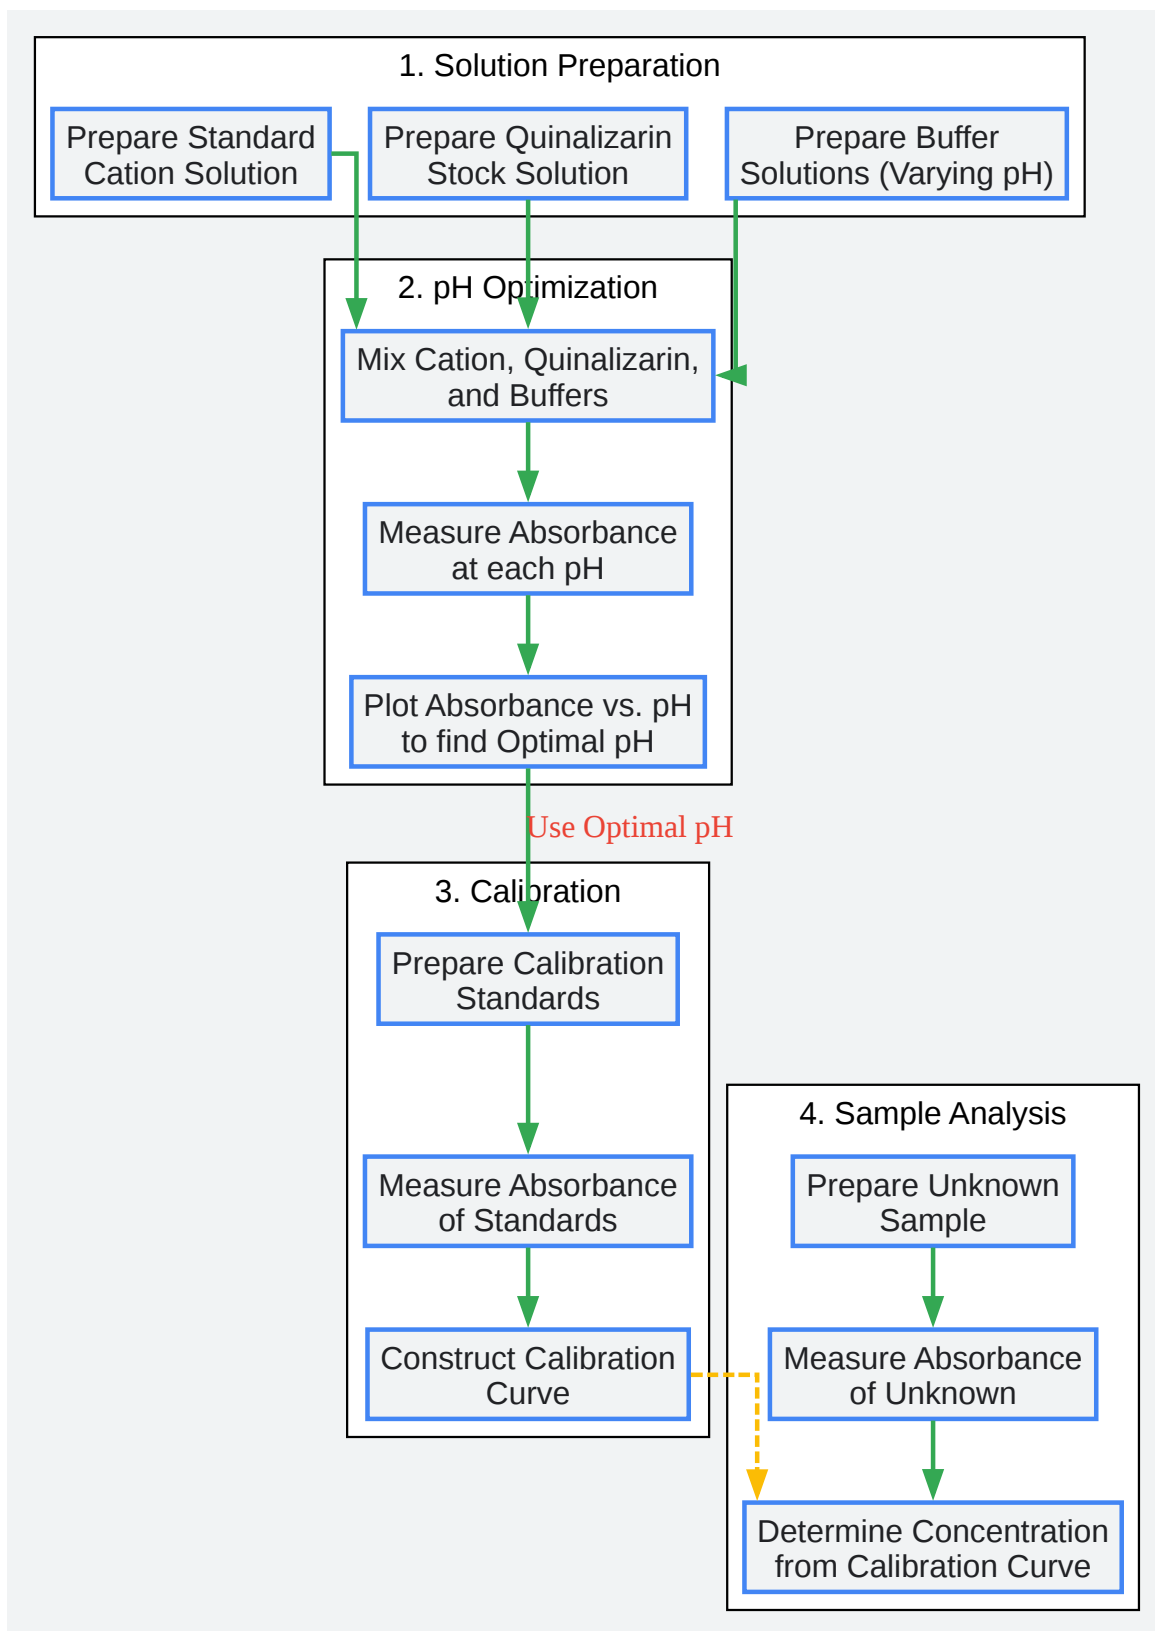 1. Solution Preparation
Prepare Standard
Cation Solution
Prepare Quinalizarin
Stock Solution
Prepare Buffer
Solutions (Varying pH)
2. pH Optimization
Mix Cation, Quinalizarin,
and Buffers
Measure Absorbance
at each pH
Plot Absorbance vs. pH
to find Optimal pH
Use Optimal pH
3. Calibration
Prepare Calibration
Standards
Measure Absorbance
of Standards
Construct Calibration
Curve
4. Sample Analysis
Prepare Unknown
Sample
Measure Absorbance
of Unknown
Determine Concentration
from Calibration Curve